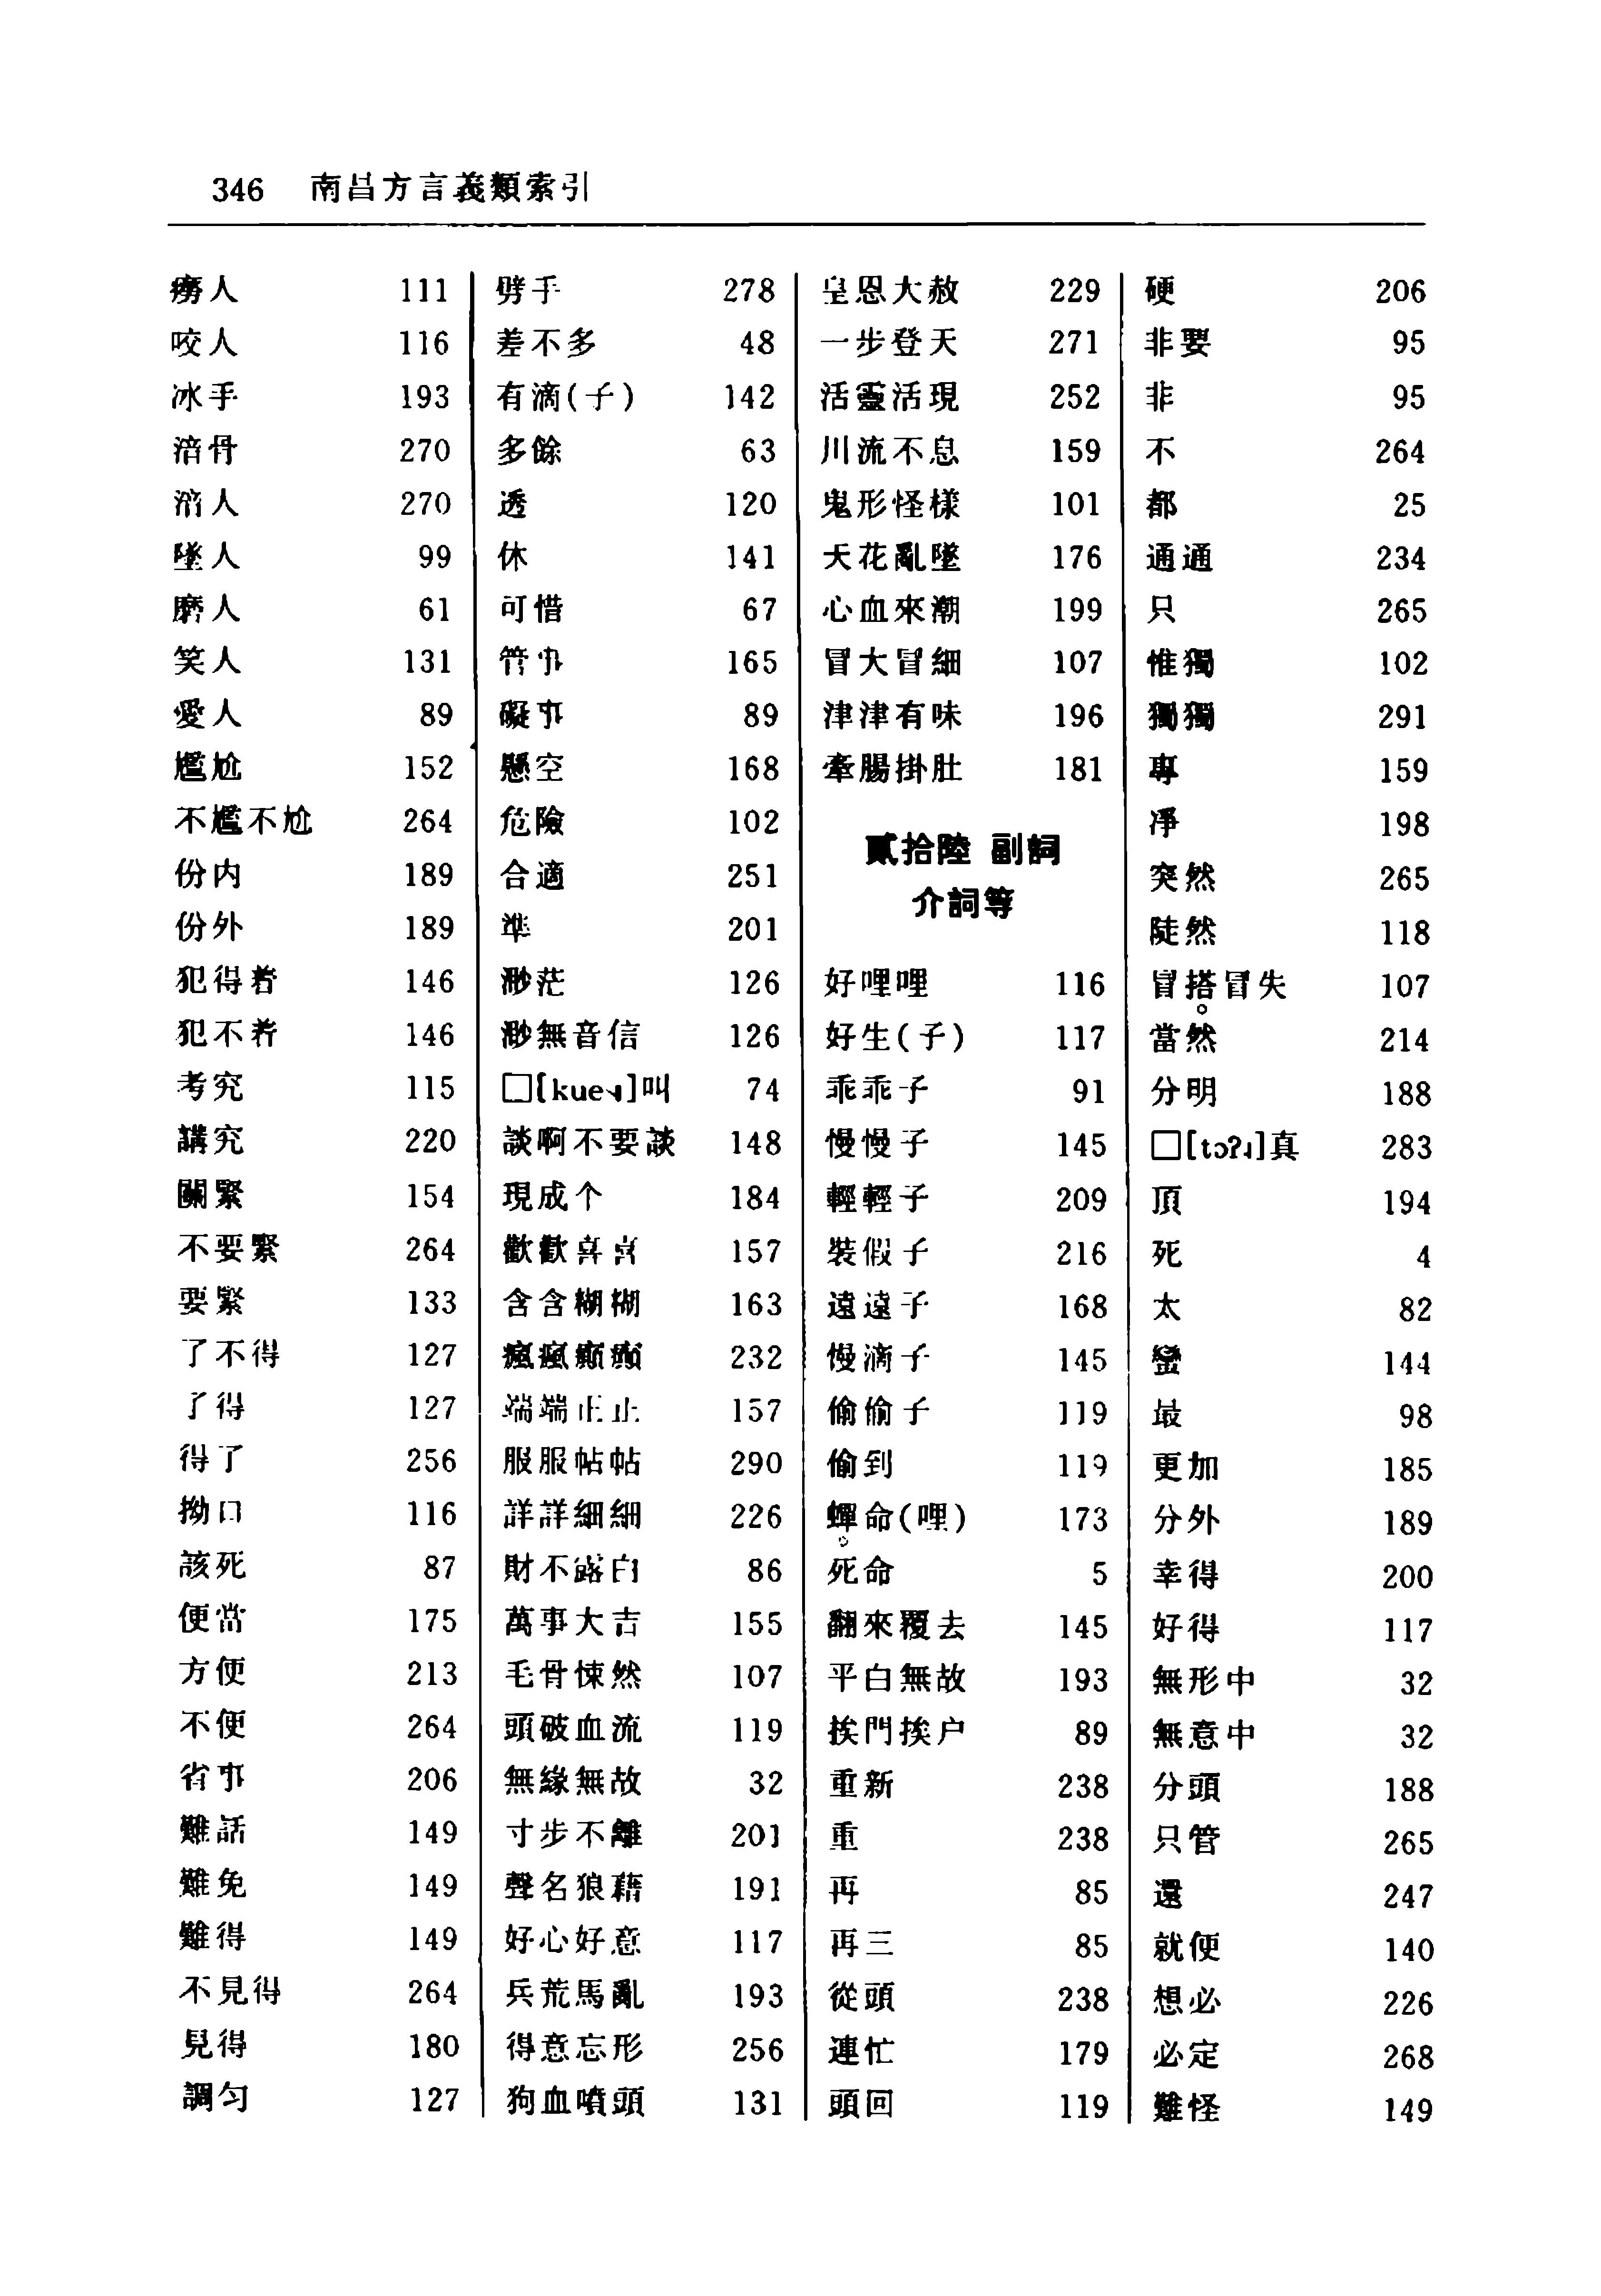 346 南昌方言義類索引
癆人 111
咬人 116
冰手 193
涪骨 270
涪人 270
墜人 99
磨人 61
笑人 131
愛人 89
尷尬 152
不尷不尬 264
份内 189
份外 189
犯得着 146
犯不着 146
考究 115
講究 220
關緊 154
不要緊 264
要緊 133
了不得 127
了得 127
得了 256
拗口 116
該死 87
便當 175
方便 213
不便 264
省事 206
難話 149
難免 149
難得 149
不見得 264
見得 180
調匀 127
劈手 278
差不多 48
有滴(子) 142
多餘 63
透 120
休 141
可惜 67
管事 165
礙事 89
懸空 168
危險 102
合適 251
準 201
渺茫 126
渺無音信 126
□[kue˧]叫 74
談啊不要談 148
現成个 184
歡歡喜喜 157
含含糊糊 163
瘋瘋癲癲 232
端端正正 157
服服帖帖 290
詳詳細細 226
財不露白 86
萬事大吉 155
毛骨悚然 107
頭破血流 119
無緣無故 32
寸步不離 201
聲名狼藉 191
好心好意 117
兵荒馬亂 193
得意忘形 256
狗血噴頭 131
皇恩大赦 229
一步登天 271
活靈活現 252
川流不息 159
鬼形怪樣 101
天花亂墜 176
心血來潮 199
冒大冒細 107
津津有味 196
牽腸掛肚 181
貳拾陸 副詞
介詞等
好哩哩 116
好生(子) 117
乖乖子 91
慢慢子 145
輕輕子 209
裝假子 216
遠遠子 168
慢滴子 145
偷偷子 119
偷到 119
蟬命(哩) 173
死命 5
翻來覆去 145
平白無故 193
挨門挨户 89
重新 238
重 238
再 85
再三 85
從頭 238
連忙 179
頭回 119
硬 206
非要 95
非 95
不 264
都 25
通通 234
只 265
惟獨 102
獨獨 291
專 159
凈 198
突然 265
陡然 118
冒搭冒失 107
當然 214
分明 188
□[tɔʔ˩]真 283
頂 194
死 4
太 82
蠻 144
最 98
更加 185
分外 189
幸得 200
好得 117
無形中 32
無意中 32
分頭 188
只管 265
還 247
就便 140
想必 226
必定 268
難怪 149